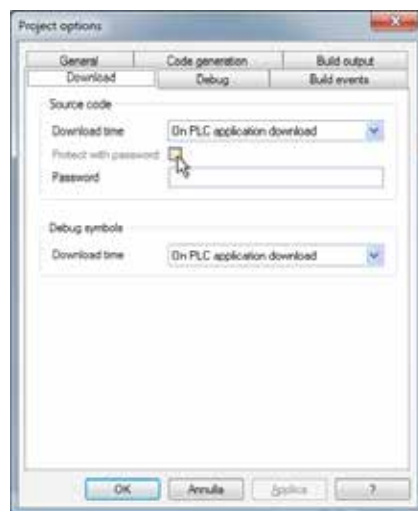 Project options
General Code generation Build output
Download Debug Build events
Source code
Download time On PLC application download
Protect with password
Password
Debug symbols
Download time On PLC application download
OK Annulla Applica ?